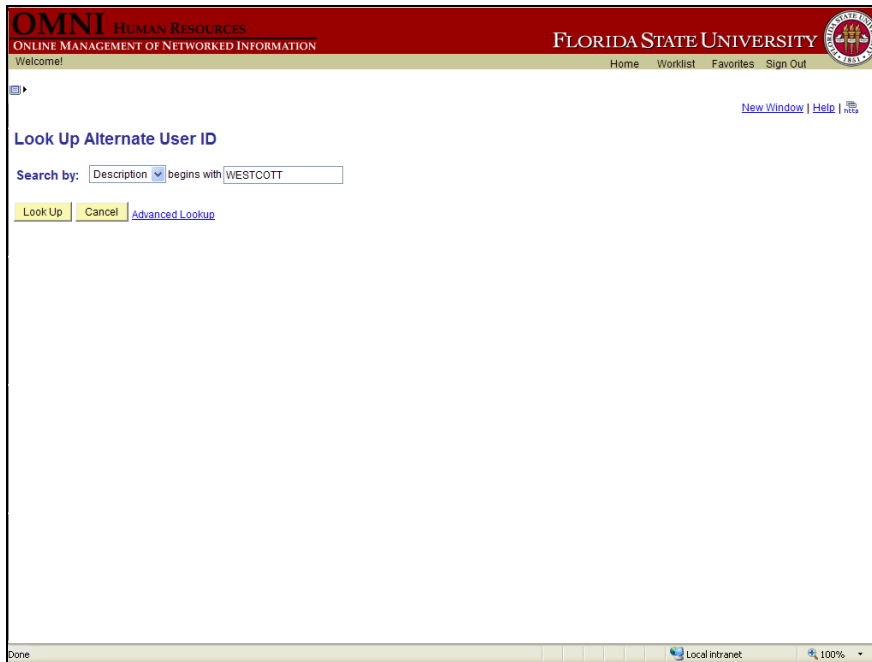 OMNI HUMAN RESOURCES
ONLINE MANAGEMENT OF NETWORKED INFORMATION
FLORIDA STATE UNIVERSITY
Welcome!
Home Worklist Favorites Sign Out
New Window | Help |
Look Up Alternate User ID
Search by: Description begins with WESTCOTT
Look Up Cancel Advanced Lookup
Done Local intranet 100%